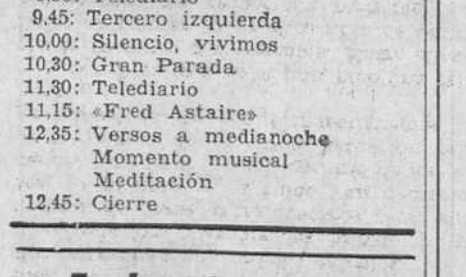 9,45: Tercero izquierda
10,00: Silencio, vivimos
10,30: Gran Parada
11,30: Telediario
11,15: «Fred Astaire»
12,35: Versos a medianoche
Momento musical
Meditación
12,45: Cierre